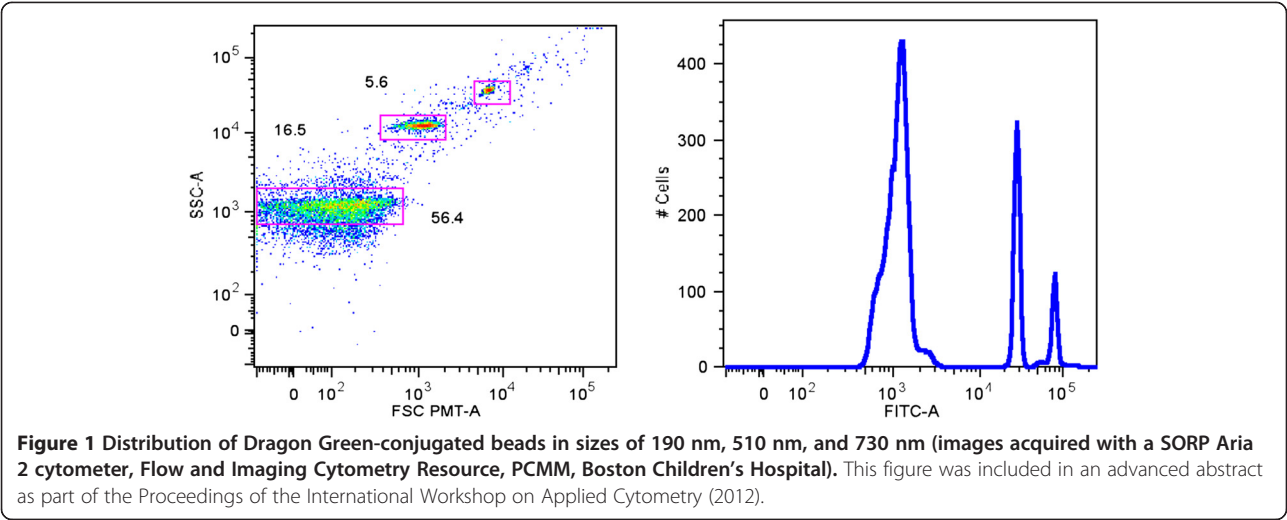 10^5
10^4
10^3
10^2
0
SSC-A
5.6
16.5
56.4
0 10^2 10^3 10^4 10^5
FSC PMT-A
400
300
200
100
0
# Cells
0 10^2 10^3 10^4 10^5
FITC-A
Figure 1 Distribution of Dragon Green-conjugated beads in sizes of 190 nm, 510 nm, and 730 nm (images acquired with a SORP Aria
2 cytometer, Flow and Imaging Cytometry Resource, PCMM, Boston Children’s Hospital). This figure was included in an advanced abstract
as part of the Proceedings of the International Workshop on Applied Cytometry (2012).